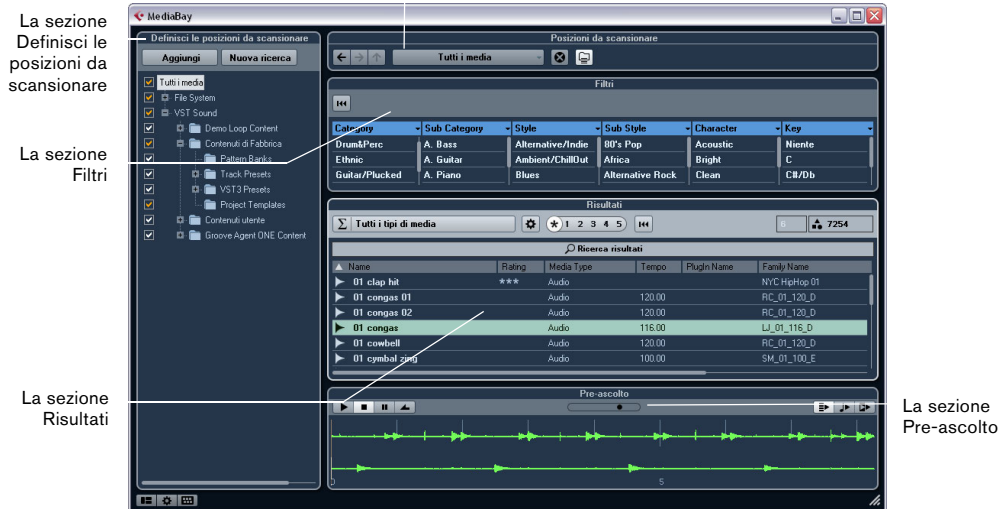 La sezione
Definisci le
posizioni da
scansionare
La sezione
Filtri
La sezione
Risultati
MediaBay
Definisci le posizioni da scansionare
Aggiungi Nuova ricerca
Tutti i media
File System
VST Sound
Demo Loop Content
Contenuti di Fabbrica
Pattern Banks
Track Presets
VST3 Presets
Project Templates
Contenuti utente
Groove Agent ONE Content
Posizioni da scansionare
Tutti i media
Filtri
Category Sub Category Style Sub Style Character Key
Drum&Perc A. Bass Alternative/Indie 80's Pop Acoustic Niente
Ethnic A. Guitar Ambient/ChillOut Africa Bright C
Guitar/Plucked A. Piano Blues Alternative Rock Clean C#/Db
Risultati
Tutti i tipi di media 1 2 3 4 5 6 7254
Ricerca risultati
Name Rating Media Type Tempo PlugIn Name Family Name
01 clap hit *** Audio NYC HipHop 01
01 congas 01 Audio 120.00 RC_01_120_D
01 congas 02 Audio 120.00 RC_01_120_D
01 congas Audio 116.00 LJ_01_116_D
01 cowbell Audio 120.00 RC_01_120_D
01 cymbal zing Audio 100.00 SM_01_100_E
Pre-ascolto
5
La sezione
Pre-ascolto